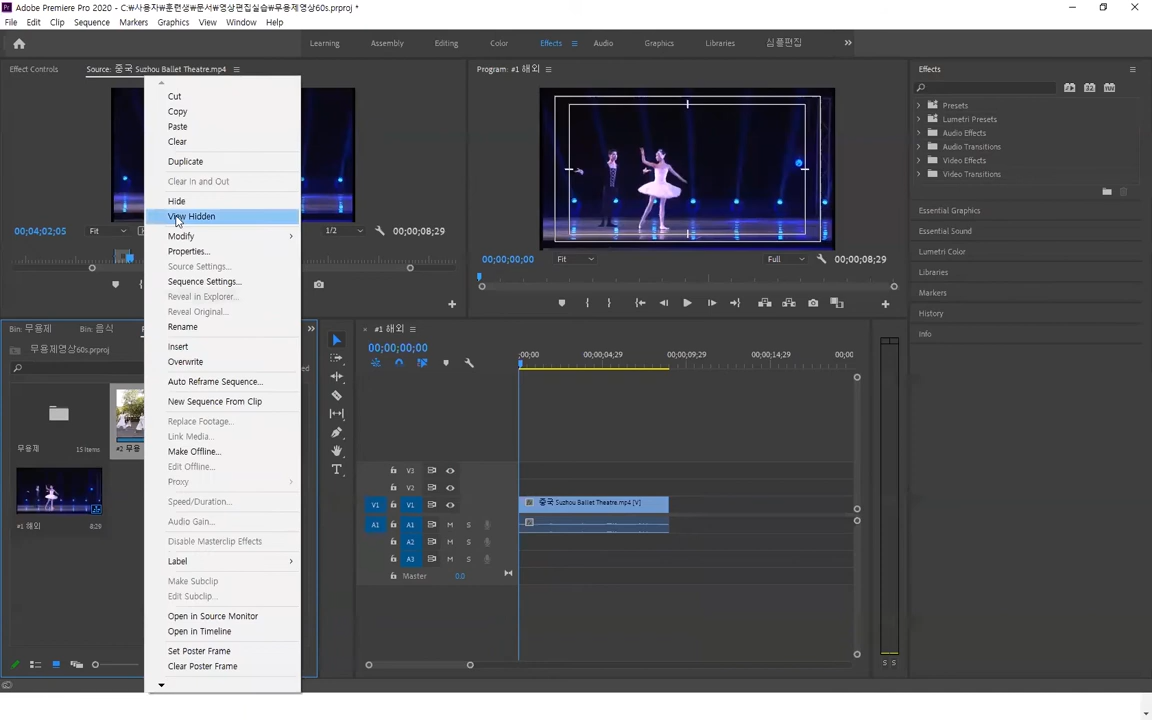 Adobe Premiere Pro 2020 - C:₩사용자₩훈련생₩문서₩영상편집실습₩무용제영상60s.prproj *
File Edit Clip Sequence Markers Graphics View Window Help
Learning Assembly Editing Color Effects Audio Graphics Libraries 심플편집
Effect Controls Source: 중국 Suzhou Ballet Theatre.mp4
Program: #1 해외
Effects
Cut
Copy
Paste
Clear
Duplicate
Clear In and Out
Hide
View Hidden
Modify
Properties...
Source Settings...
Sequence Settings...
Reveal in Explorer...
Reveal Original...
Rename
Insert
Overwrite
Auto Reframe Sequence...
New Sequence From Clip
Replace Footage...
Link Media...
Make Offline...
Edit Offline...
Proxy
Speed/Duration...
Audio Gain...
Disable Masterclip Effects
Label
Make Subclip
Edit Subclip...
Open in Source Monitor
Open in Timeline
Set Poster Frame
Clear Poster Frame
00;04;02;05 Fit 1/2 00;00;08;29
00;00;00;00 Fit Full 00;00;08;29
Presets
Lumetri Presets
Audio Effects
Audio Transitions
Video Effects
Video Transitions
Essential Graphics
Essential Sound
Lumetri Color
Libraries
Markers
History
Info
Bin: 무용제 Bin: 음식
무용제영상60s.prproj
무용제 15 Items #2 무용
#1 해외 8:29
#1 해외
00;00;00;00
;00;00 00;00;04;29 00;00;09;29 00;00;14;29 00;00
V3
V2
V1 V1 중국 Suzhou Ballet Theatre.mp4 [V]
A1 A1 M S
A2 M S
A3 M S
Master 0.0
S S